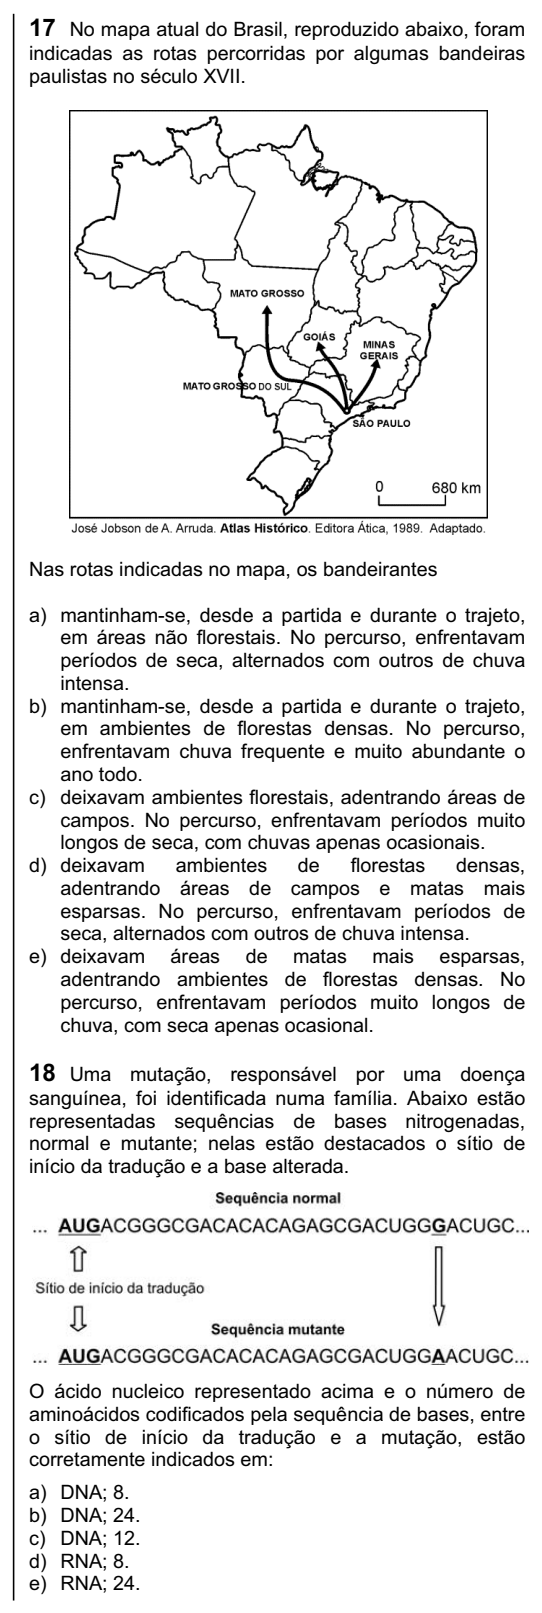 17 No mapa atual do Brasil, reproduzido abaixo, foram
indicadas as rotas percorridas por algumas bandeiras
paulistas no século XVII.
MATO GROSSO
GOIÁS
MINAS
GERAIS
MATO GROSSO DO SUL
SÃO PAULO
0 680 km
José Jobson de A. Arruda. Atlas Histórico. Editora Ática, 1989. Adaptado.
Nas rotas indicadas no mapa, os bandeirantes
a) mantinham-se, desde a partida e durante o trajeto,
em áreas não florestais. No percurso, enfrentavam
períodos de seca, alternados com outros de chuva
intensa.
b) mantinham-se, desde a partida e durante o trajeto,
em ambientes de florestas densas. No percurso,
enfrentavam chuva frequente e muito abundante o
ano todo.
c) deixavam ambientes florestais, adentrando áreas de
campos. No percurso, enfrentavam períodos muito
longos de seca, com chuvas apenas ocasionais.
d) deixavam ambientes de florestas densas,
adentrando áreas de campos e matas mais
esparsas. No percurso, enfrentavam períodos de
seca, alternados com outros de chuva intensa.
e) deixavam áreas de matas mais esparsas,
adentrando ambientes de florestas densas. No
percurso, enfrentavam períodos muito longos de
chuva, com seca apenas ocasional.
18 Uma mutação, responsável por uma doença
sanguínea, foi identificada numa família. Abaixo estão
representadas sequências de bases nitrogenadas,
normal e mutante; nelas estão destacados o sítio de
início da tradução e a base alterada.
Sequência normal
... AUGACGGGCGACACACAGAGCGACUGGGACUGC...
Sítio de início da tradução
Sequência mutante
... AUGACGGGCGACACACAGAGCGACUGGAACUGC...
O ácido nucleico representado acima e o número de
aminoácidos codificados pela sequência de bases, entre
o sítio de início da tradução e a mutação, estão
corretamente indicados em:
a) DNA; 8.
b) DNA; 24.
c) DNA; 12.
d) RNA; 8.
e) RNA; 24.